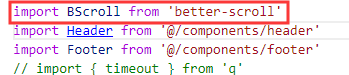 import BScroll from 'better-scroll'
import Header from '@/components/header'
import Footer from '@/components/footer'
// import { timeout } from 'q'